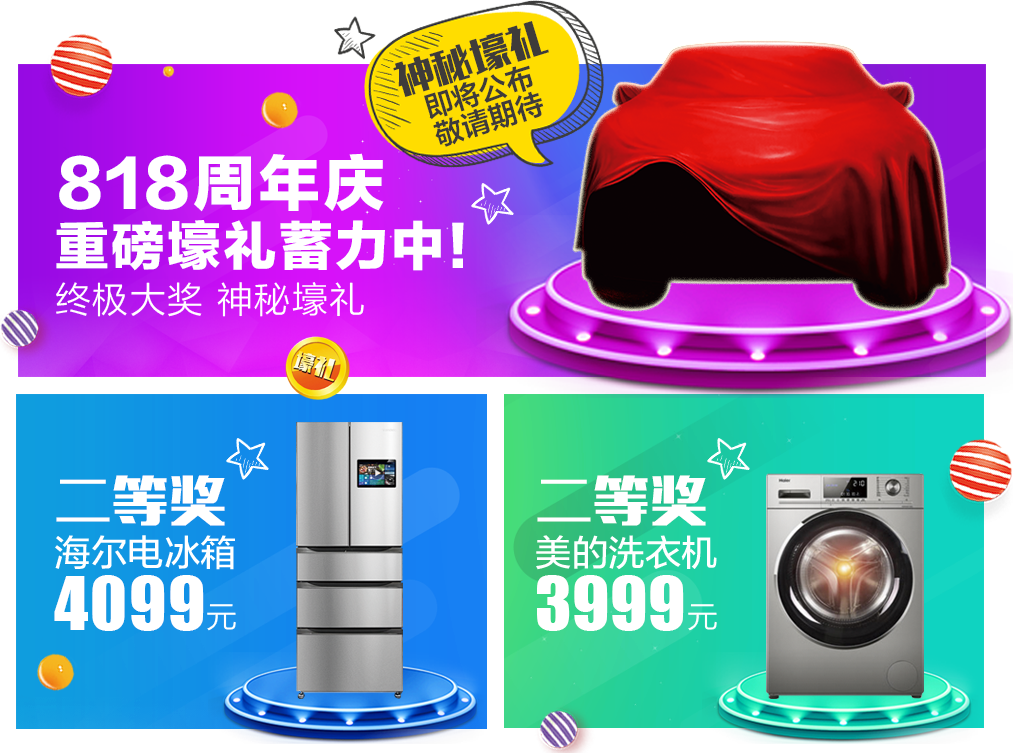 神秘壕礼
即将公布
敬请期待
818周年庆
重磅壕礼蓄力中!
终极大奖 神秘壕礼
壕礼
二等奖
海尔电冰箱
4099元
二等奖
美的洗衣机
3999元
Haier